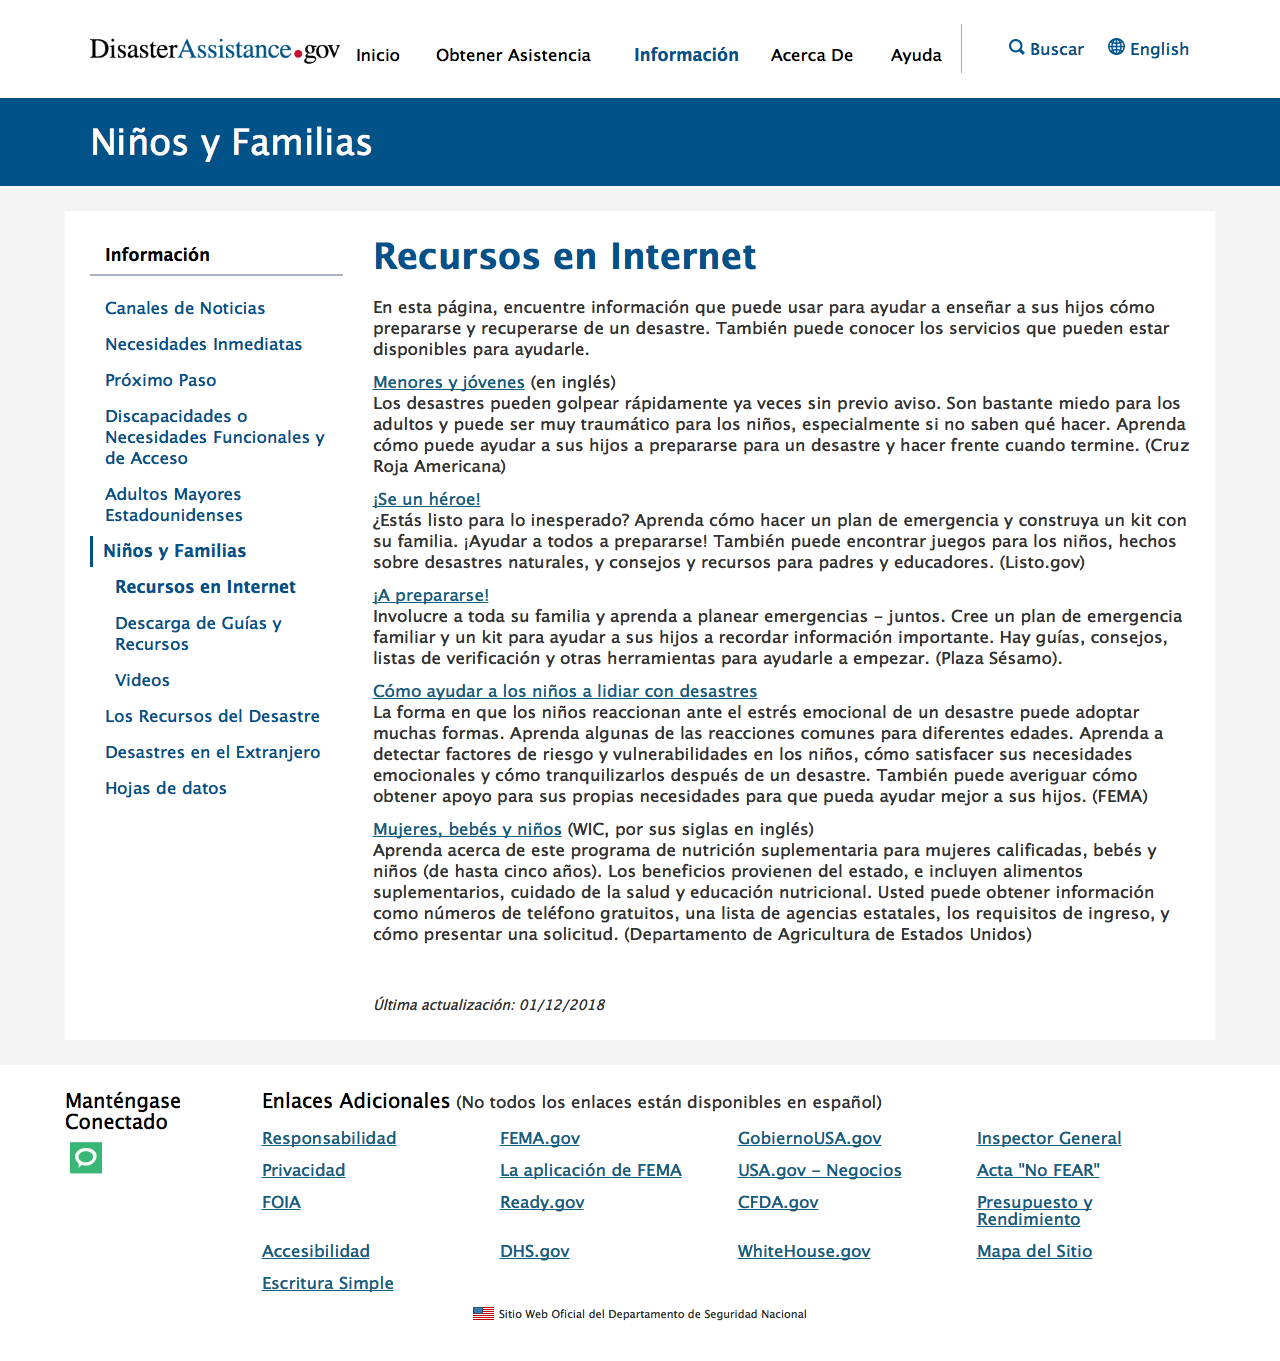 DisasterAssistance.gov
Inicio
Obtener Asistencia
Información
Acerca De
Ayuda
Buscar
English
Niños y Familias
Información
Canales de Noticias
Necesidades Inmediatas
Próximo Paso
Discapacidades o
Necesidades Funcionales y
de Acceso
Adultos Mayores
Estadounidenses
Niños y Familias
Recursos en Internet
Descarga de Guías y
Recursos
Videos
Los Recursos del Desastre
Desastres en el Extranjero
Hojas de datos
Recursos en Internet
En esta página, encuentre información que puede usar para ayudar a enseñar a sus hijos cómo
prepararse y recuperarse de un desastre. También puede conocer los servicios que pueden estar
disponibles para ayudarle.
Menores y jóvenes (en inglés)
Los desastres pueden golpear rápidamente ya veces sin previo aviso. Son bastante miedo para los
adultos y puede ser muy traumático para los niños, especialmente si no saben qué hacer. Aprenda
cómo puede ayudar a sus hijos a prepararse para un desastre y hacer frente cuando termine. (Cruz
Roja Americana)
¡Se un héroe!
¿Estás listo para lo inesperado? Aprenda cómo hacer un plan de emergencia y construya un kit con
su familia. ¡Ayudar a todos a prepararse! También puede encontrar juegos para los niños, hechos
sobre desastres naturales, y consejos y recursos para padres y educadores. (Listo.gov)
¡A prepararse!
Involucre a toda su familia y aprenda a planear emergencias – juntos. Cree un plan de emergencia
familiar y un kit para ayudar a sus hijos a recordar información importante. Hay guías, consejos,
listas de verificación y otras herramientas para ayudarle a empezar. (Plaza Sésamo).
Cómo ayudar a los niños a lidiar con desastres
La forma en que los niños reaccionan ante el estrés emocional de un desastre puede adoptar
muchas formas. Aprenda algunas de las reacciones comunes para diferentes edades. Aprenda a
detectar factores de riesgo y vulnerabilidades en los niños, cómo satisfacer sus necesidades
emocionales y cómo tranquilizarlos después de un desastre. También puede averiguar cómo
obtener apoyo para sus propias necesidades para que pueda ayudar mejor a sus hijos. (FEMA)
Mujeres, bebés y niños (WIC, por sus siglas en inglés)
Aprenda acerca de este programa de nutrición suplementaria para mujeres calificadas, bebés y
niños (de hasta cinco años). Los beneficios provienen del estado, e incluyen alimentos
suplementarios, cuidado de la salud y educación nutricional. Usted puede obtener información
como números de teléfono gratuitos, una lista de agencias estatales, los requisitos de ingreso, y
cómo presentar una solicitud. (Departamento de Agricultura de Estados Unidos)
Última actualización: 01/12/2018
Manténgase
Conectado
Enlaces Adicionales (No todos los enlaces están disponibles en español)
Responsabilidad
FEMA.gov
GobiernoUSA.gov
Inspector General
Privacidad
La aplicación de FEMA
USA.gov – Negocios
Acta "No FEAR"
FOIA
Ready.gov
CFDA.gov
Presupuesto y
Rendimiento
Accesibilidad
DHS.gov
WhiteHouse.gov
Mapa del Sitio
Escritura Simple
Sitio Web Oficial del Departamento de Seguridad Nacional